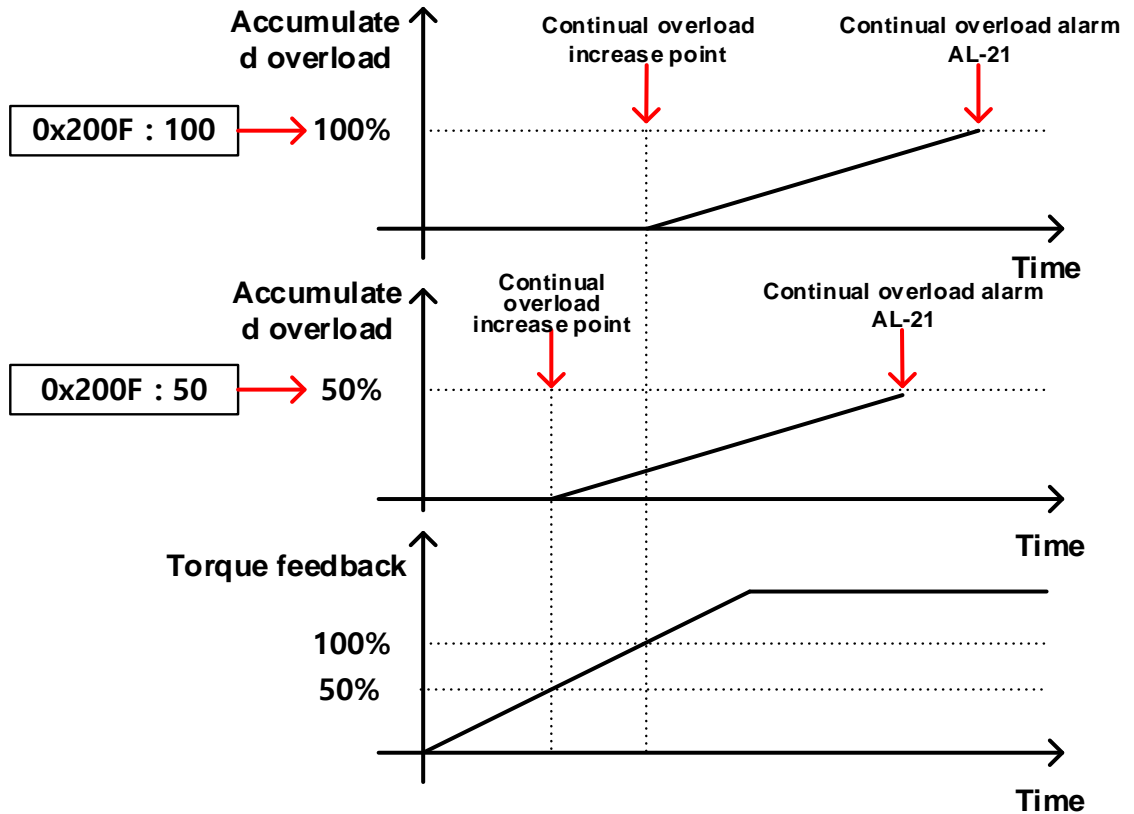 Accumulate
d overload
Continual overload
increase point
Continual overload alarm
AL-21
0x200F : 100
100%
Time
Accumulate
d overload
Continual
overload
increase point
Continual overload alarm
AL-21
0x200F : 50
50%
Time
Torque feedback
100%
50%
Time